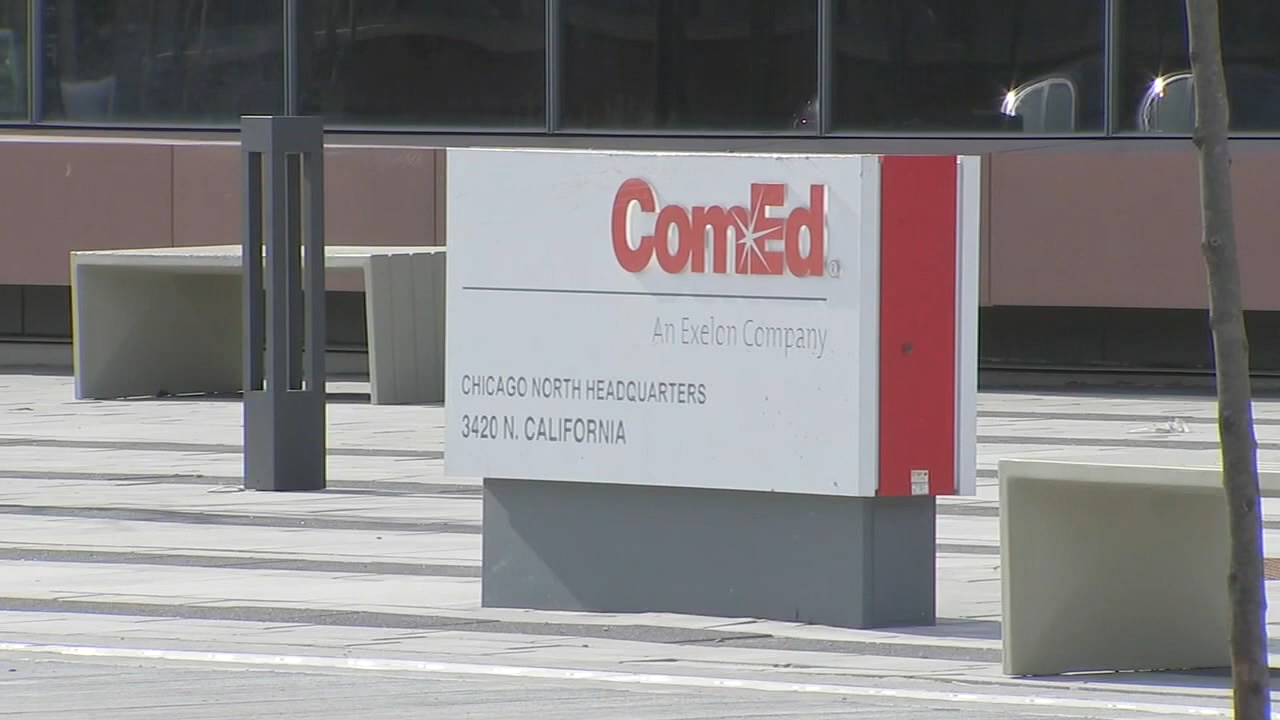 ComEd®
An Exelon Company
CHICAGO NORTH HEADQUARTERS
3420 N. CALIFORNIA